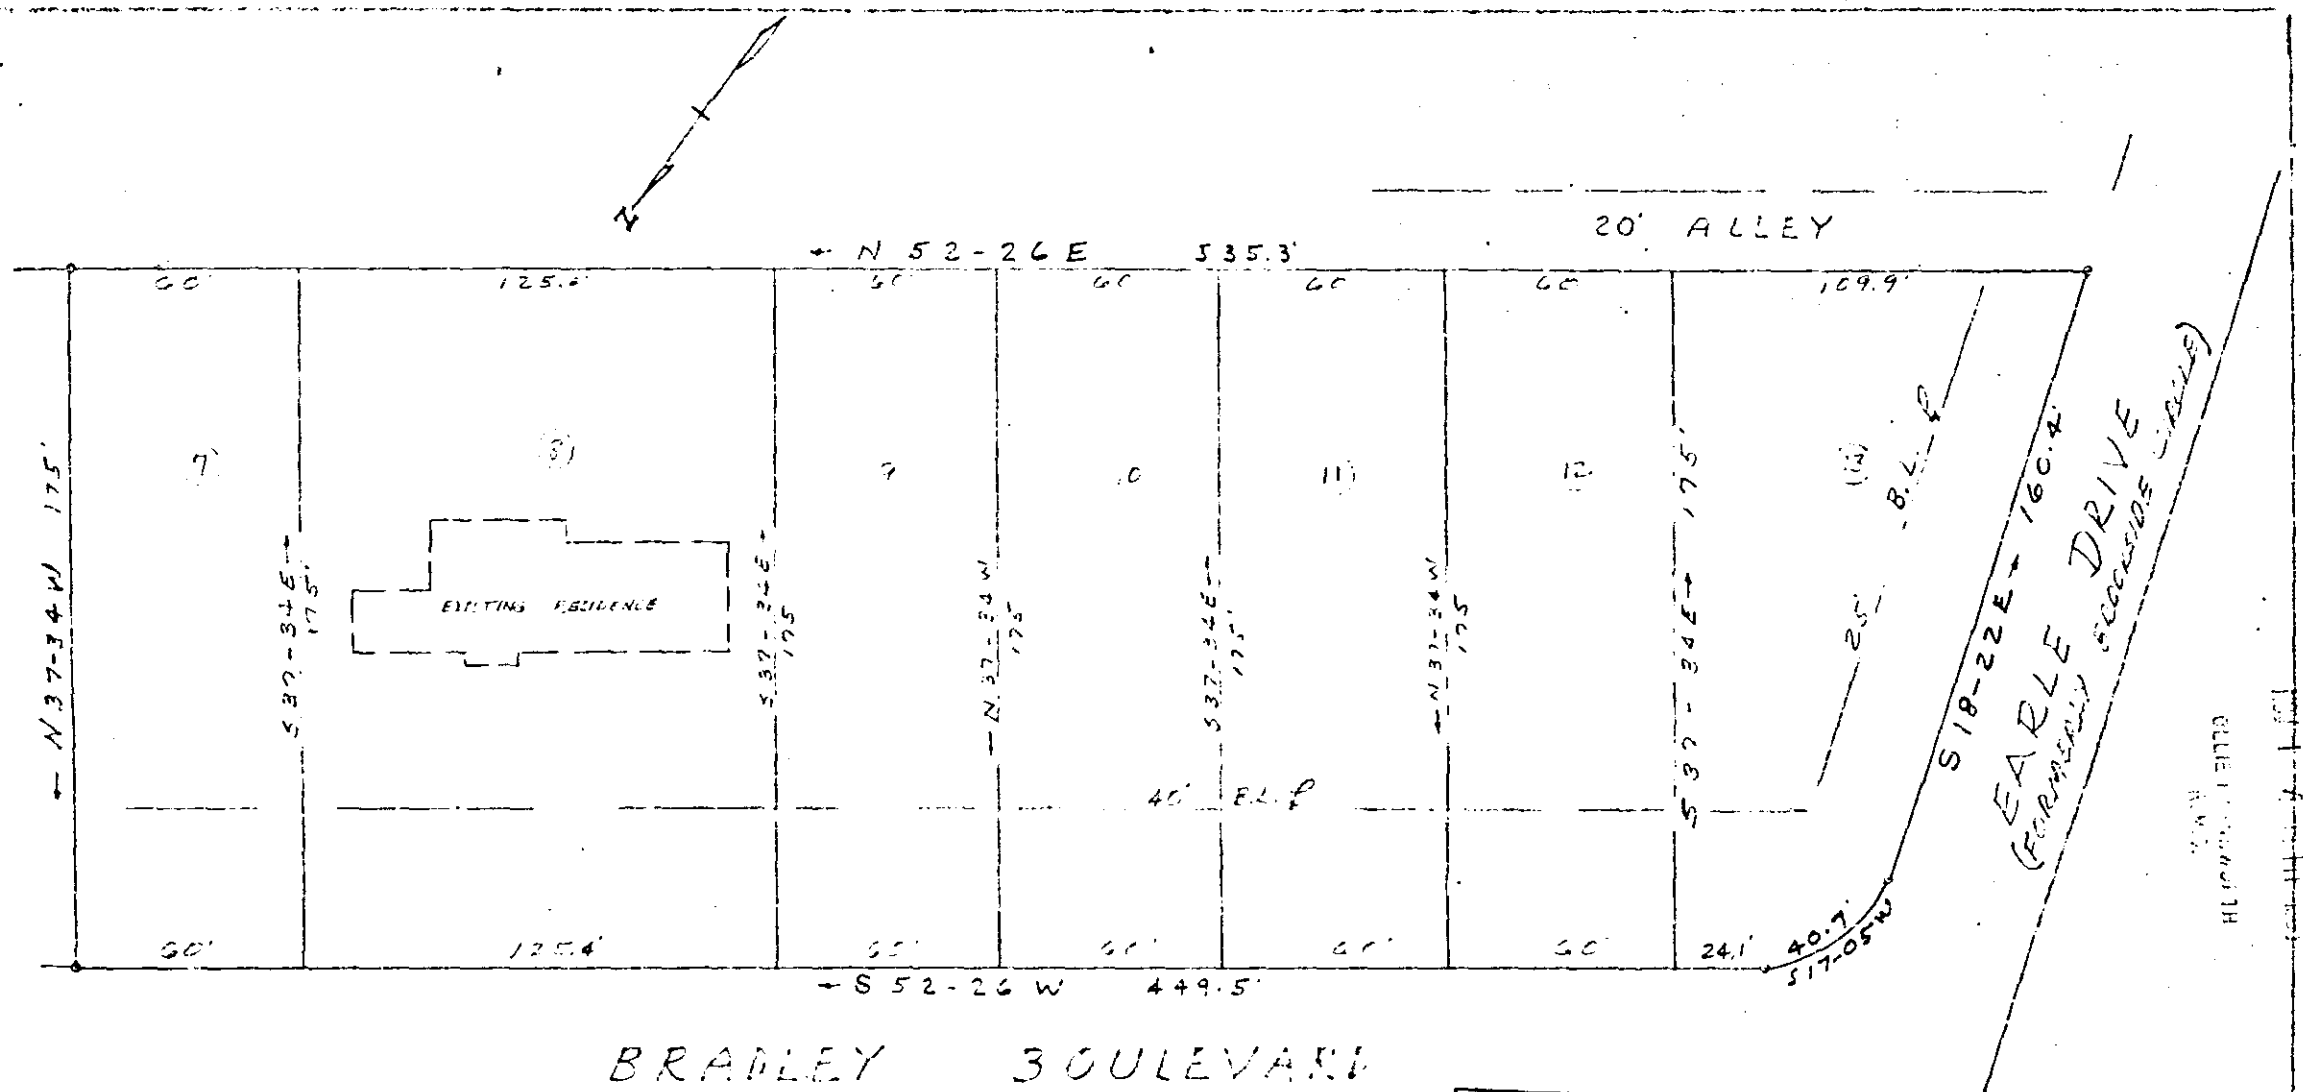 N
20' ALLEY
← N 52-26 E 535.3'
60' 125.4' 60' 60' 60' 60' 109.9'
← N 37-34 W 175'
7
(8)
9
10
11
12
S 37-34 E →
175'
S 37-34 E →
175
← N 37-34 W
175
S 37-34 E →
175'
← N 37-34 W
175
S 37-34 E → 175'
EXISTING RESIDENCE
25' B.L.
S 18-22 E → 160.4'
EARLE DRIVE
(FORMERLY
40' B.L.
60' 125.4' 60' 60' 60' 60' 24.1'
40.7'
S 17-05 W
← S 52-26 W 449.5'
BRADLEY BOULEVARD